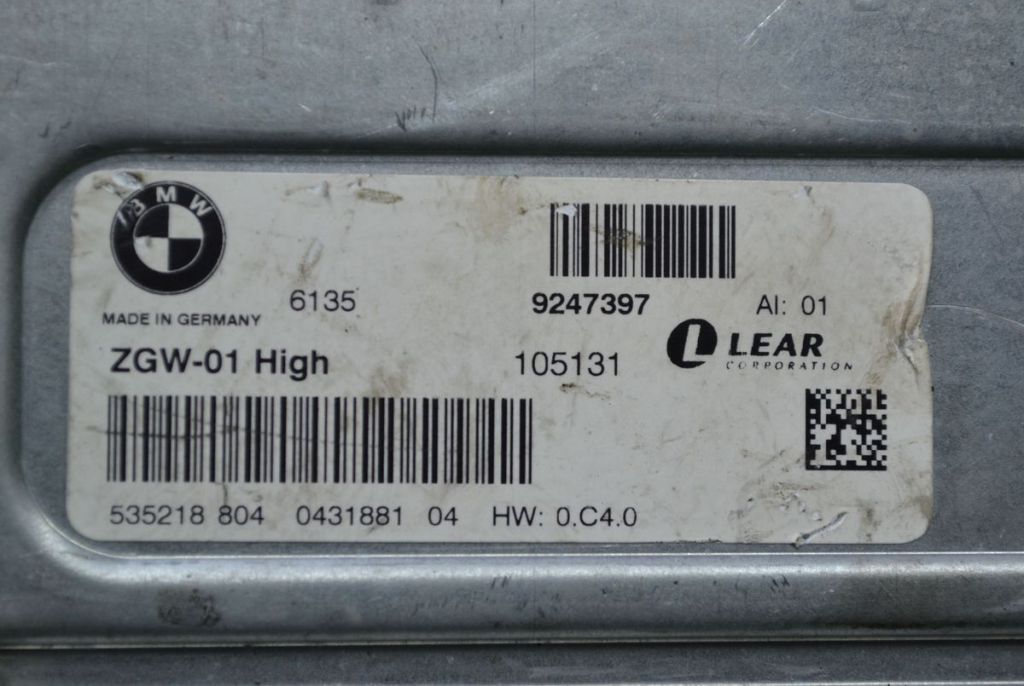 BMW
6135
9247397
AI: 01
MADE IN GERMANY
ZGW-01 High
105131
L LEAR
CORPORATION
535218 804 0431881 04 HW: 0.C4.0